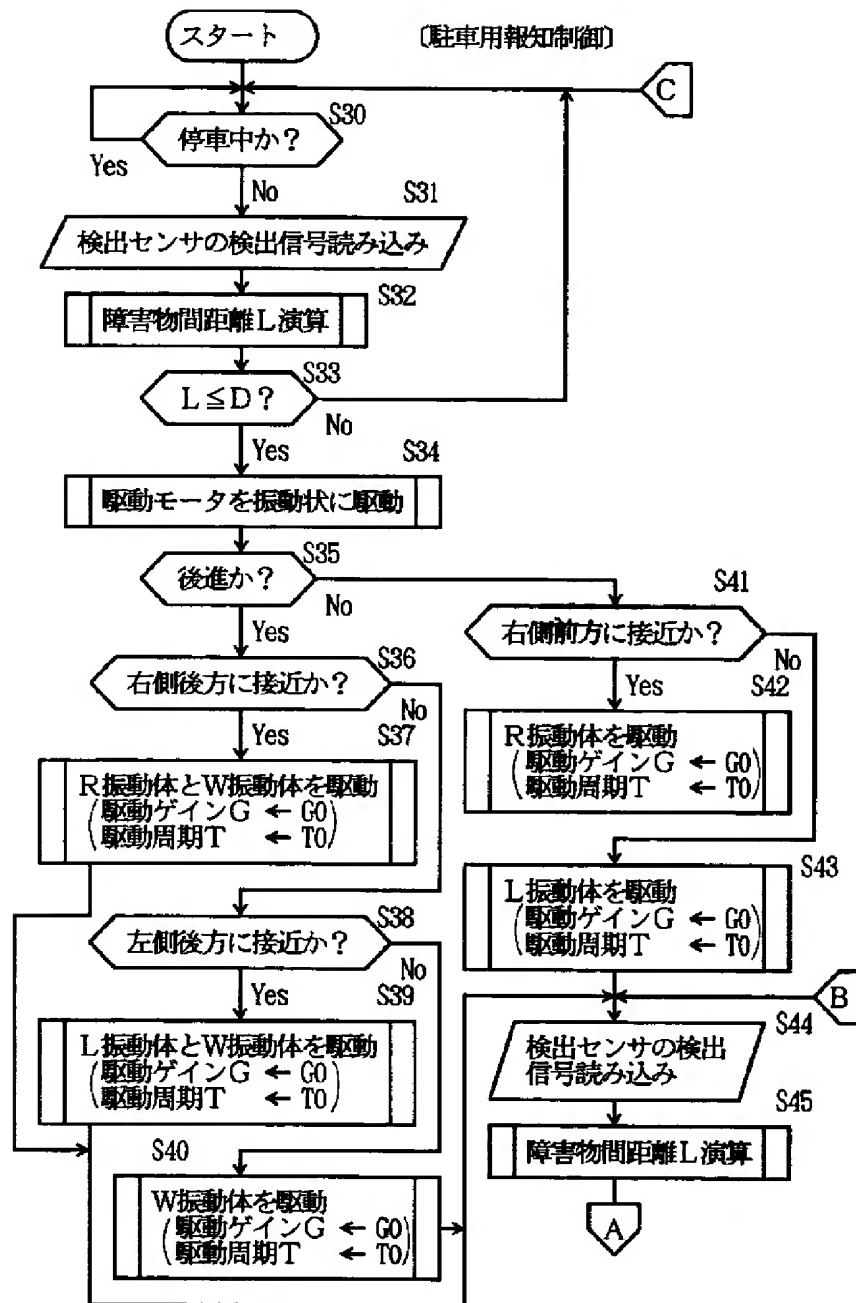 スタート
〔駐車用報知制御〕
C
S30
停車中か？
Yes
No
S31
検出センサの検出信号読み込み
S32
障害物間距離L演算
S33
L≦D？
No
Yes
S34
駆動モータを振動状に駆動
S35
後進か？
No
Yes
S36
右側後方に接近か？
No
Yes
S37
R振動体とW振動体を駆動
(駆動ゲインG ← G0)
(駆動周期T ← T0)
S38
左側後方に接近か？
No
Yes
S39
L振動体とW振動体を駆動
(駆動ゲインG ← G0)
(駆動周期T ← T0)
S40
W振動体を駆動
(駆動ゲインG ← G0)
(駆動周期T ← T0)
S41
右側前方に接近か？
No
Yes
S42
R振動体を駆動
(駆動ゲインG ← G0)
(駆動周期T ← T0)
S43
L振動体を駆動
(駆動ゲインG ← G0)
(駆動周期T ← T0)
B
S44
検出センサの検出
信号読み込み
S45
障害物間距離L演算
A